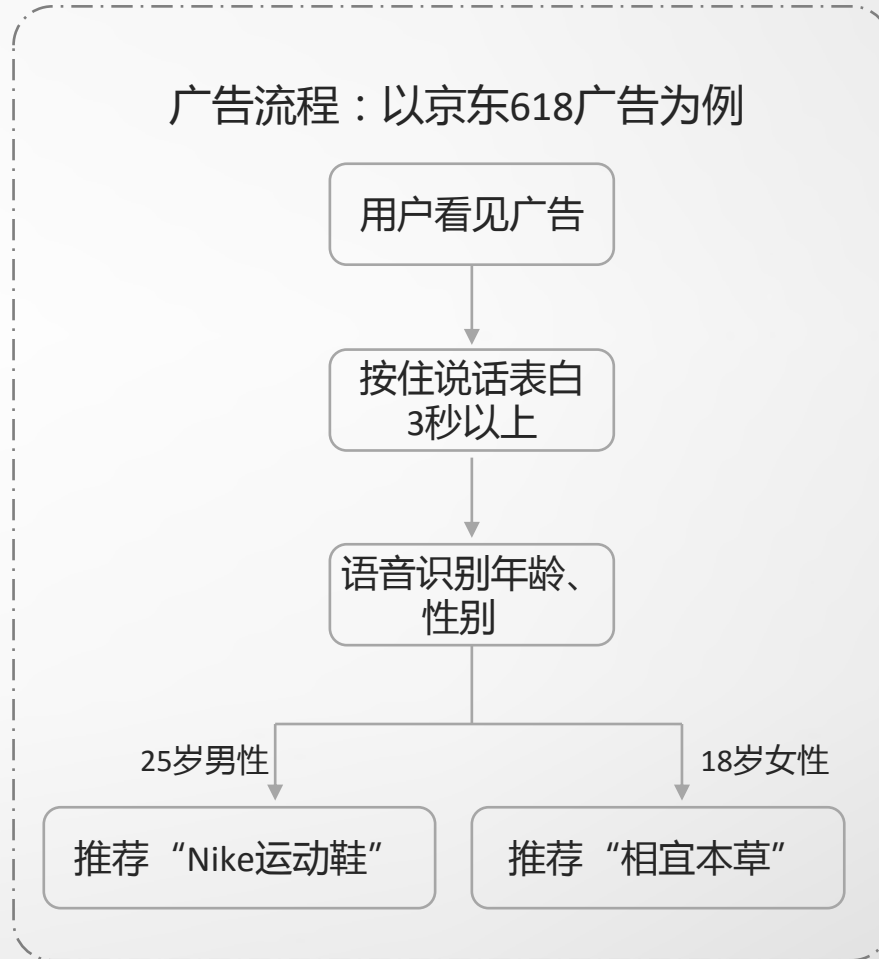 广告流程：以京东618广告为例
用户看见广告
按住说话表白
3秒以上
语音识别年龄、
性别
25岁男性
18岁女性
推荐“Nike运动鞋”
推荐“相宜本草”